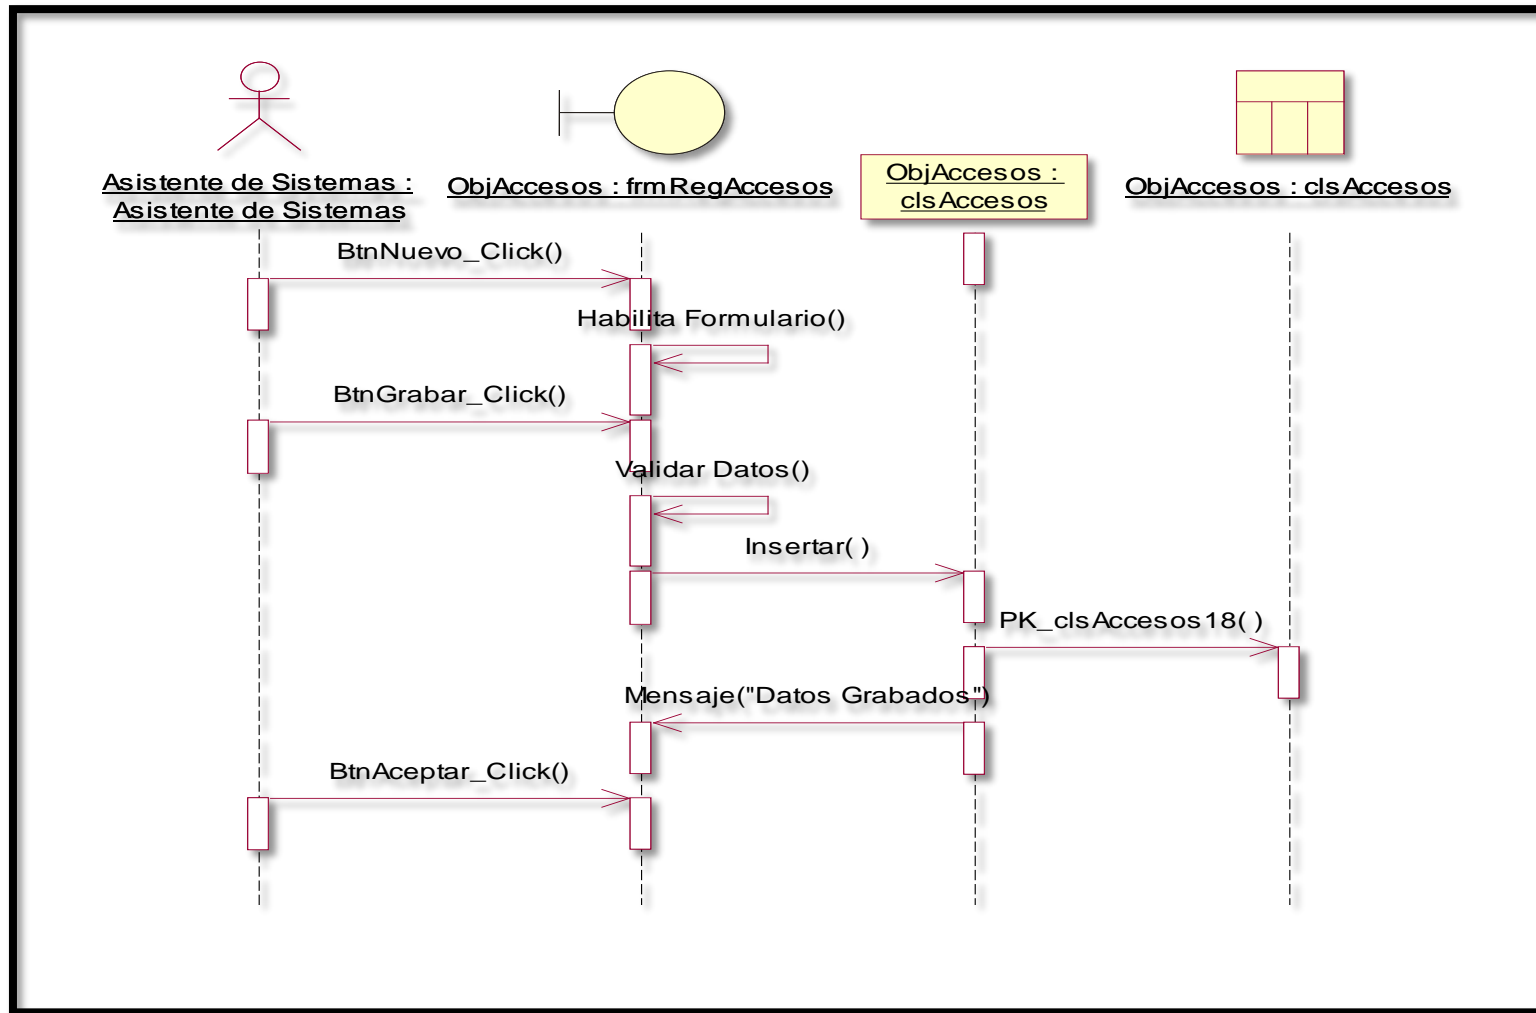 Asistente de Sistemas :
Asistente de Sistemas
ObjAccesos : frmRegAccesos
ObjAccesos :
clsAccesos
ObjAccesos : clsAccesos
BtnNuevo_Click()
Habilita Formulario()
BtnGrabar_Click()
Validar Datos()
Insertar( )
PK_clsAccesos18( )
Mensaje("Datos Grabados")
BtnAceptar_Click()